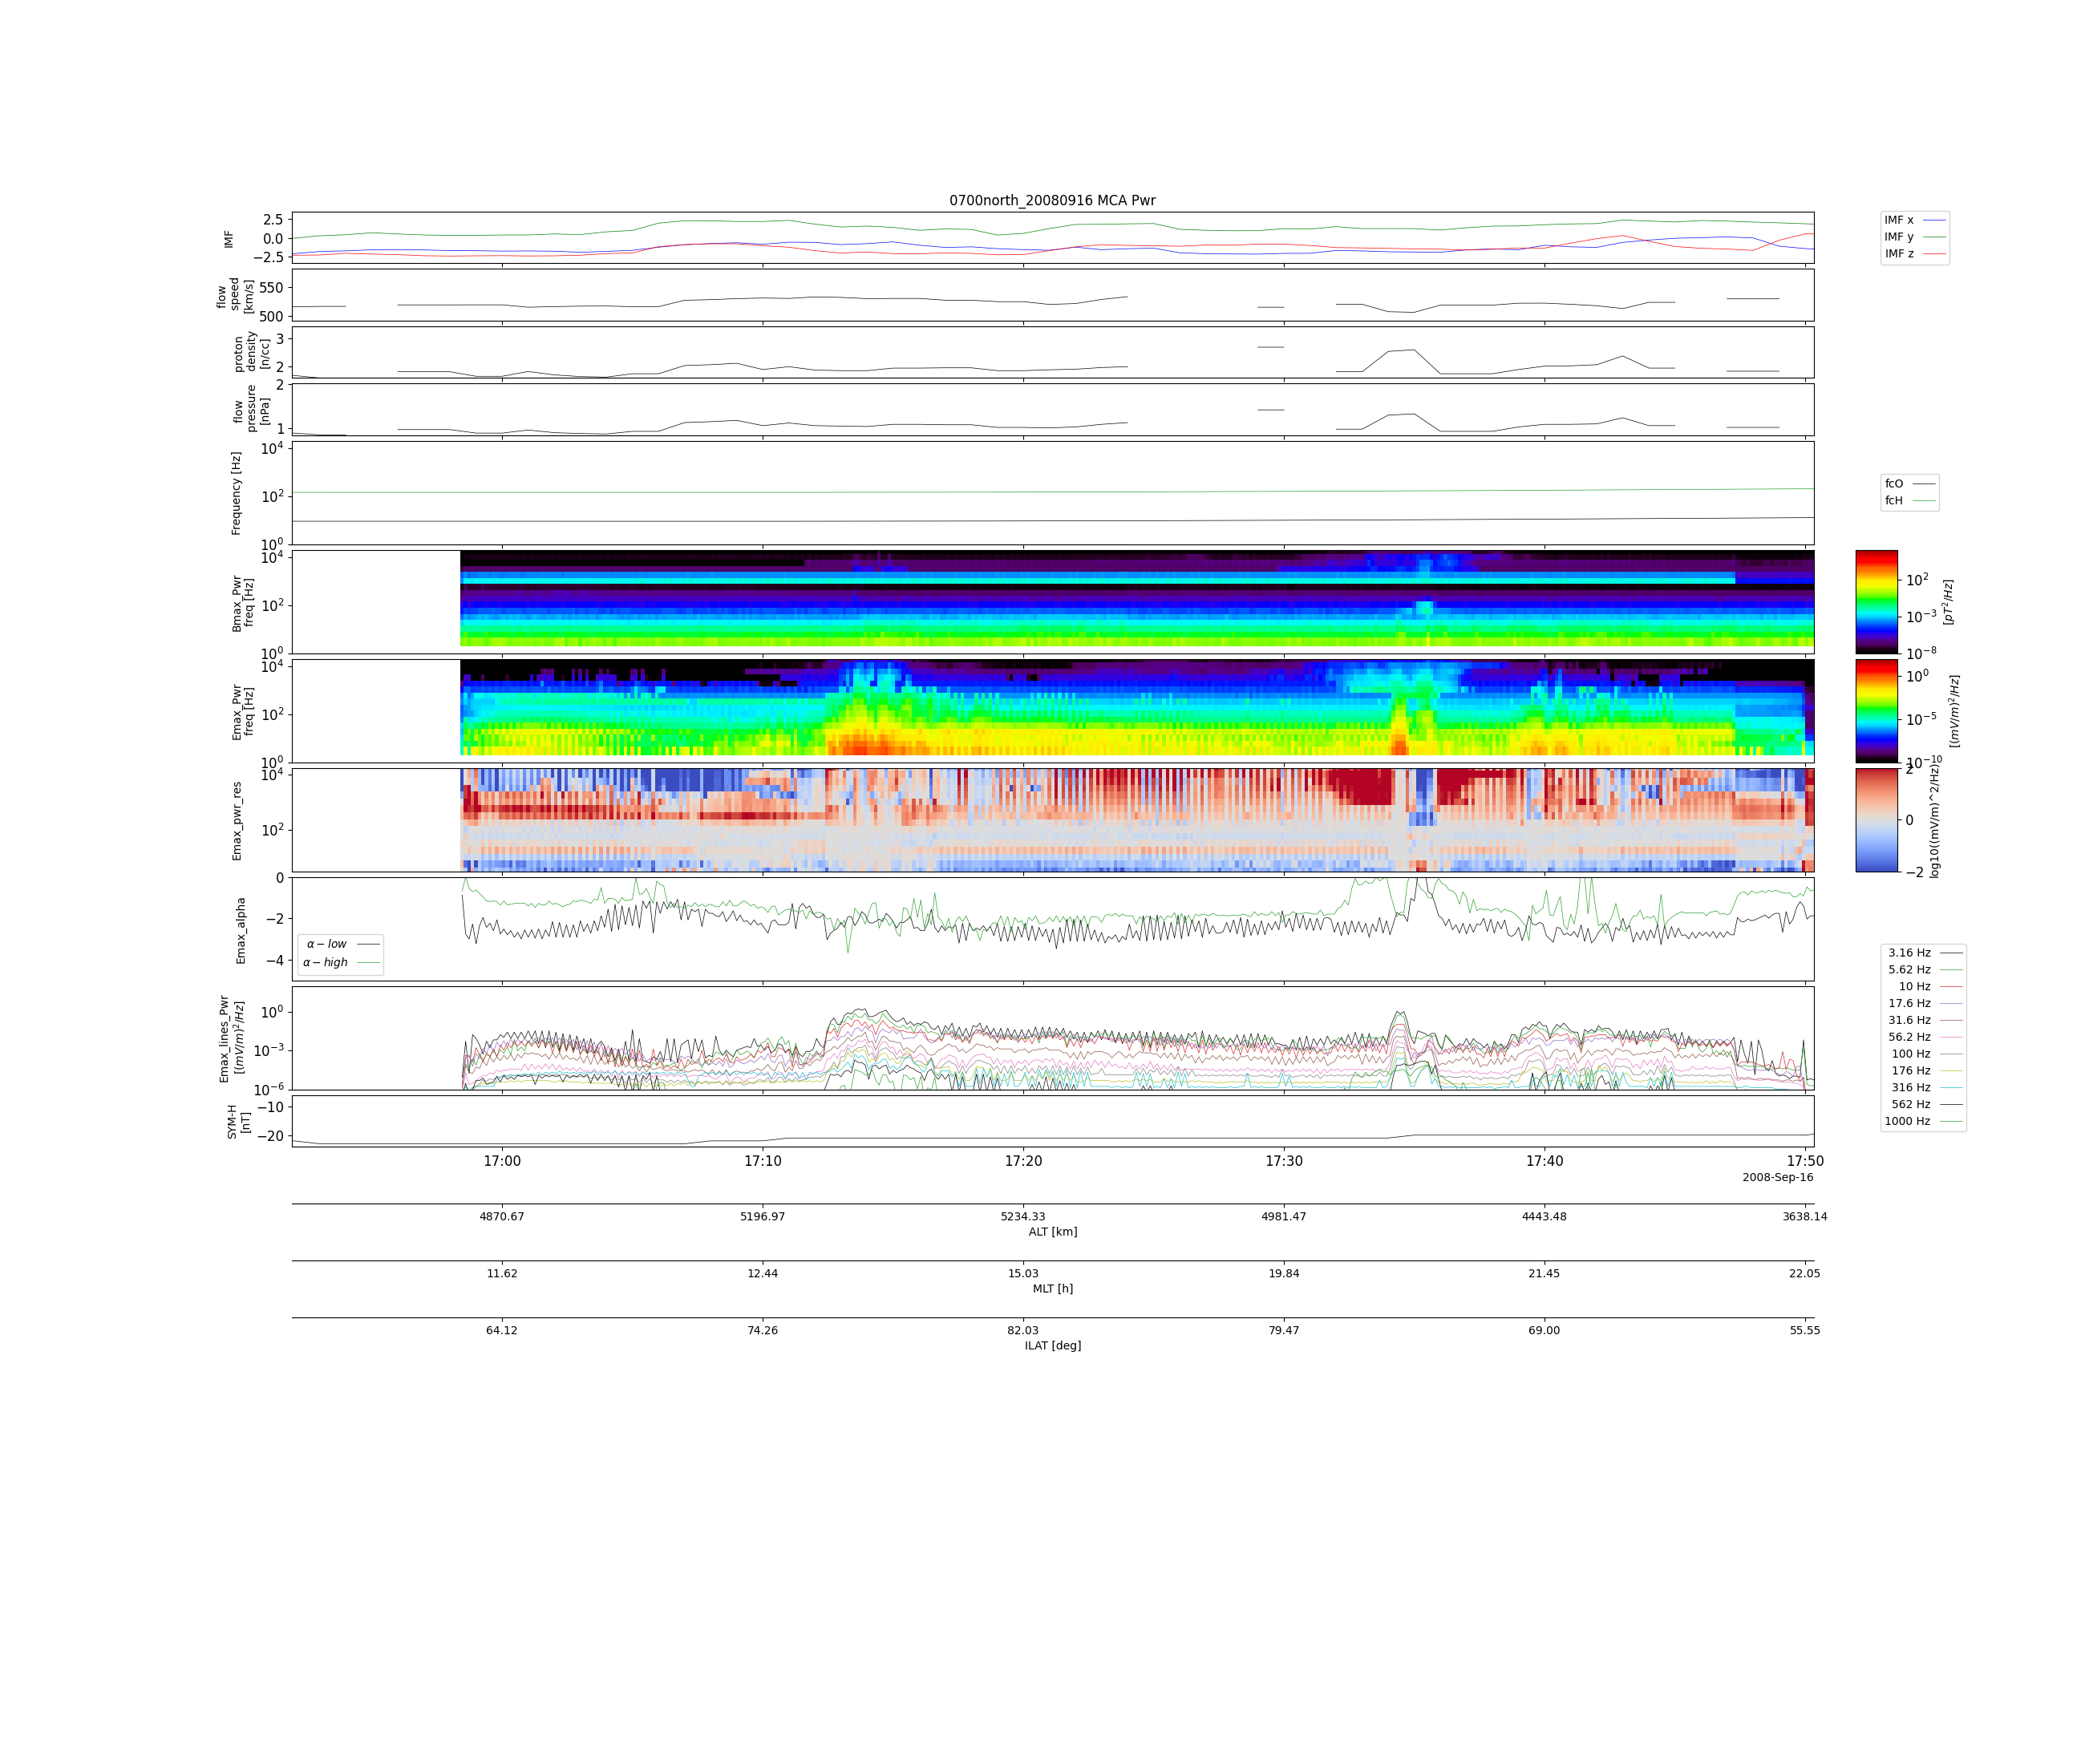 0700north_20080916 MCA Pwr
IMF
2.5
0.0
−2.5
IMF x
IMF y
IMF z
flow
speed
[km/s]
550
500
proton
density
[n/cc]
3
2
flow
pressure
[nPa]
2
1
Frequency [Hz]
10^4
10^2
10^0
fcO
fcH
Bmax_Pwr
freq [Hz]
10^4
10^2
10^0
10^2
10^−3
10^−8
[pT^2/Hz]
Emax_Pwr
freq [Hz]
10^4
10^2
10^0
10^0
10^−5
10^−10
[(mV/m)^2/Hz]
Emax_pwr_res
10^4
10^2
2
0
−2
log10((mV/m)^2/Hz)
Emax_alpha
0
−2
−4
α − low
α − high
Emax_lines_Pwr
[(mV/m)^2/Hz]
10^0
10^−3
10^−6
3.16 Hz
5.62 Hz
10 Hz
17.6 Hz
31.6 Hz
56.2 Hz
100 Hz
176 Hz
316 Hz
562 Hz
1000 Hz
SYM-H
[nT]
−10
−20
17:00 17:10 17:20 17:30 17:40 17:50
2008-Sep-16
4870.67 5196.97 5234.33 4981.47 4443.48 3638.14
ALT [km]
11.62 12.44 15.03 19.84 21.45 22.05
MLT [h]
64.12 74.26 82.03 79.47 69.00 55.55
ILAT [deg]